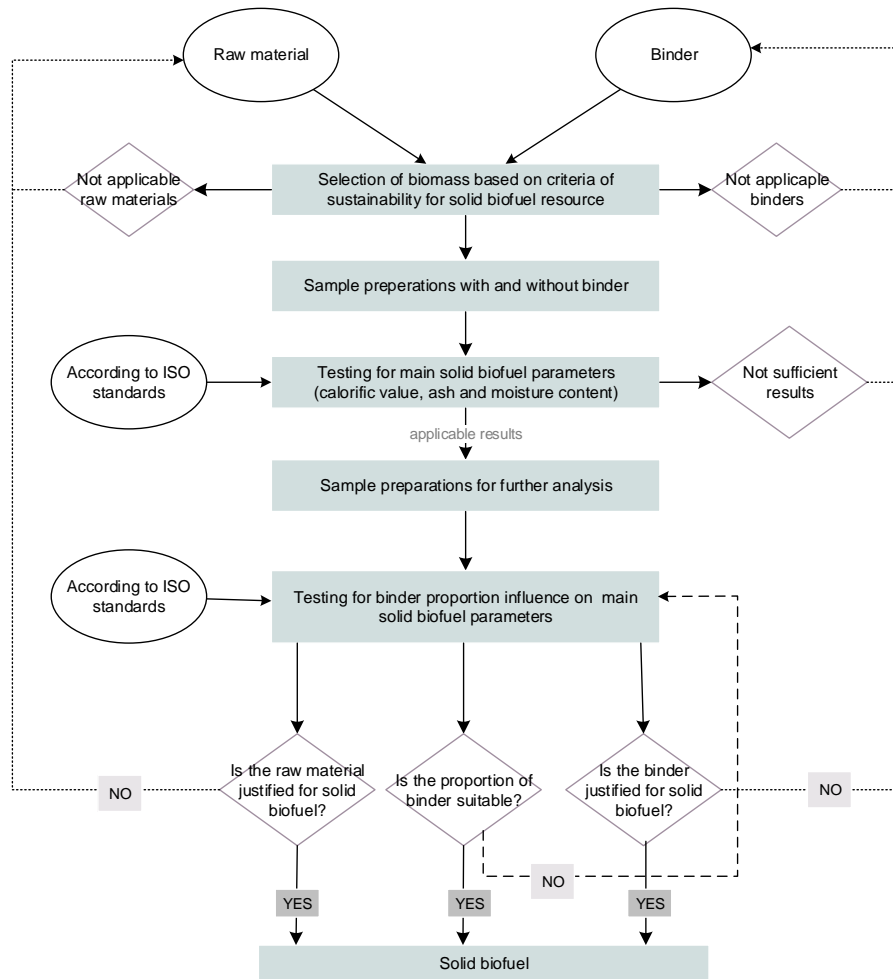 Raw material
Binder
Not applicable
raw materials
Selection of biomass based on criteria of
sustainability for solid biofuel resource
Not applicaple
binders
Sample preperations with and without binder
According to ISO
standards
Testing for main solid biofuel parameters
(calorific value, ash and moisture content)
Not sufficient
results
applicable results
Sample preparations for further analysis
According to ISO
standards
Testing for binder proportion influence on main
solid biofuel parameters
Is the raw material
justified for solid
biofuel?
Is the proportion of
binder suitable?
Is the binder
justified for solid
biofuel?
NO
NO
NO
YES
YES
YES
Solid biofuel